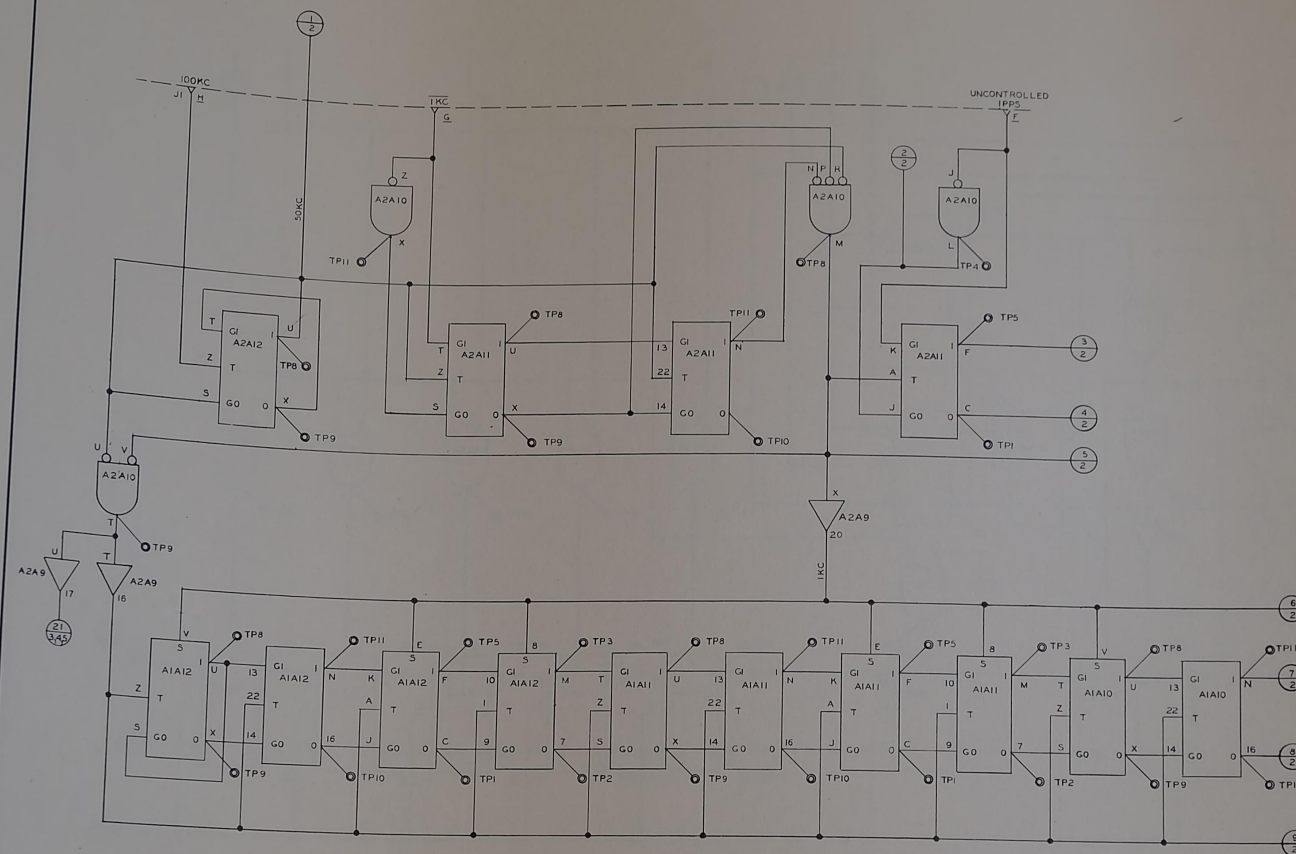 1
2
100KC
J1 H
1KC
G
UNCONTROLLED
1PPS
F
2
2
50KC
Z
A2A10
X
TP11
N P R
A2A10
M
TP8
J
A2A10
L
TP4
T
Z
S
G1
A2A12
T
G0
1
0
U
X
TP8
TP9
T
Z
S
G1
A2A11
T
G0
1
0
U
X
TP8
TP9
13
22
14
G1
A2A11
T
G0
1
0
N
TP11
TP10
K
A
J
G1
A2A11
T
G0
1
0
F
C
TP5
TP1
3
2
4
2
5
2
U V
A2A10
T
TP9
U
A2A9
17
21
3,4,5
T
A2A9
16
X
A2A9
20
1KC
6
2
V
S
A1A12
Z
T
S
G0
1
0
U
X
TP8
TP9
13
22
14
G1
A1A12
T
G0
1
0
N
16
TP11
TP10
E
S
K
A
J
G1
A1A12
T
G0
1
0
F
C
TP5
TP1
8
S
10
1
9
G1
A1A12
T
G0
1
0
M
7
TP3
TP2
T
Z
S
G1
A1A11
T
G0
1
0
U
X
TP8
TP9
13
22
14
G1
A1A11
T
G0
1
0
N
16
TP11
TP10
E
S
K
A
J
G1
A1A11
T
G0
1
0
F
C
TP5
TP1
8
S
10
1
9
G1
A1A11
T
G0
1
0
M
7
TP3
TP2
V
S
T
Z
S
G1
A1A10
T
G0
1
0
U
X
TP8
TP9
13
22
14
G1
A1A10
T
G0
1
0
N
16
7
2
8
2
9
2